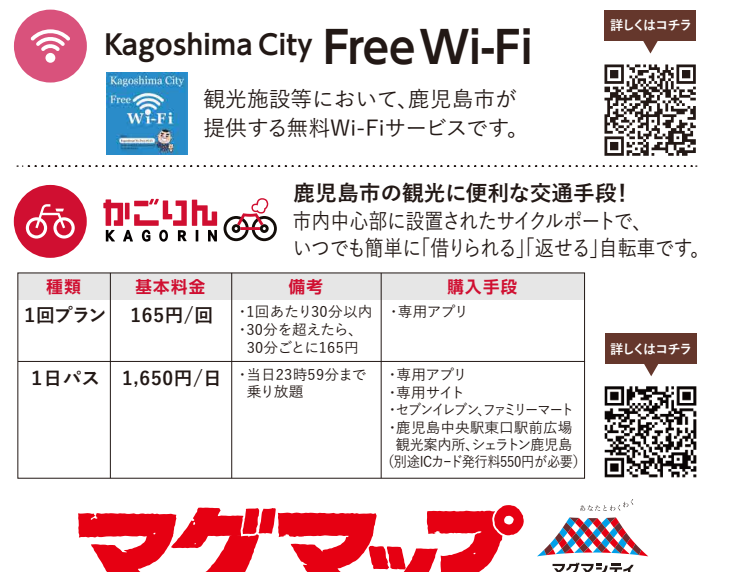 詳しくはコチラ
Kagoshima City Free Wi-Fi
Kagoshima City
Free
Wi-Fi
観光施設等において、鹿児島市が
提供する無料Wi-Fiサービスです。
かごりん
KAGORIN
鹿児島市の観光に便利な交通手段!
市内中心部に設置されたサイクルポートで、
いつでも簡単に「借りられる」「返せる」自転車です。
種類 基本料金 備考 購入手段
1回プラン 165円/回 ・1回あたり30分以内 ・専用アプリ
・30分を超えたら、
30分ごとに165円
1日パス 1,650円/日 ・当日23時59分まで ・専用アプリ
乗り放題 ・専用サイト
・セブンイレブン、ファミリーマート
・鹿児島中央駅東口駅前広場
観光案内所、シェラトン鹿児島
(別途ICカード発行料550円が必要)
詳しくはコチラ
マグマップ
あなたとわくわく
マグマシティ